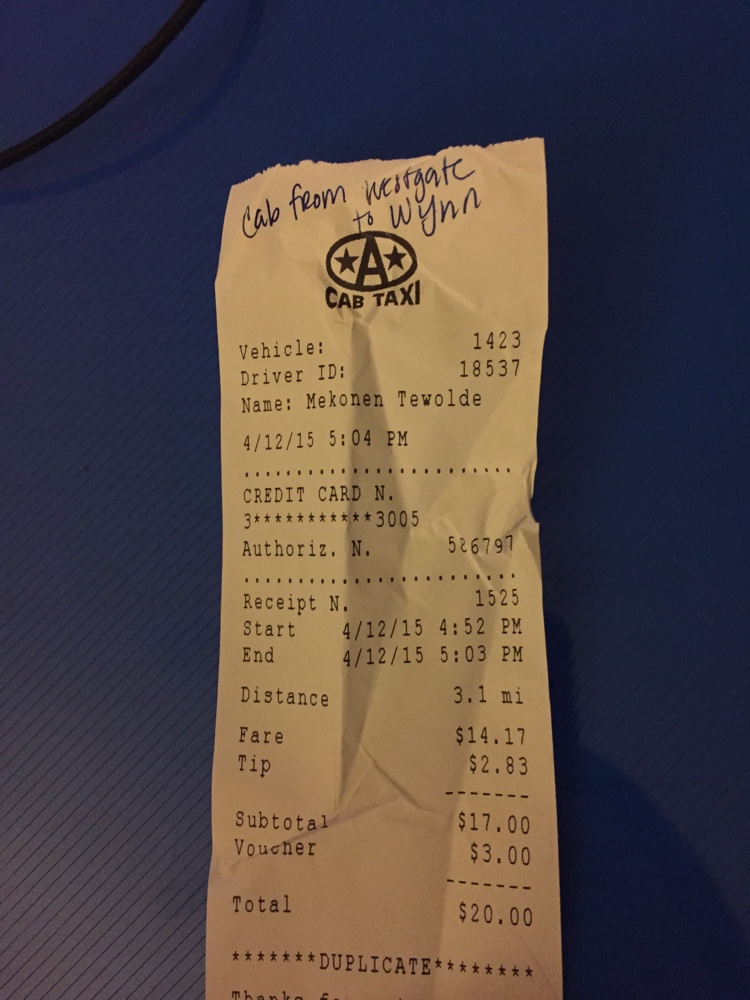 Cab from Westgate
to Wynn
A
CAB TAXI
Vehicle: 1423
Driver ID: 18537
Name: Mekonen Tewolde
4/12/15 5:04 PM
........................
CREDIT CARD N.
3***********3005
Authoriz. N. 526797
........................
Receipt N. 1525
Start 4/12/15 4:52 PM
End 4/12/15 5:03 PM
Distance 3.1 mi
Fare $14.17
Tip $2.83
-------
Subtotal $17.00
Voucher $3.00
-------
Total $20.00
*******DUPLICATE********